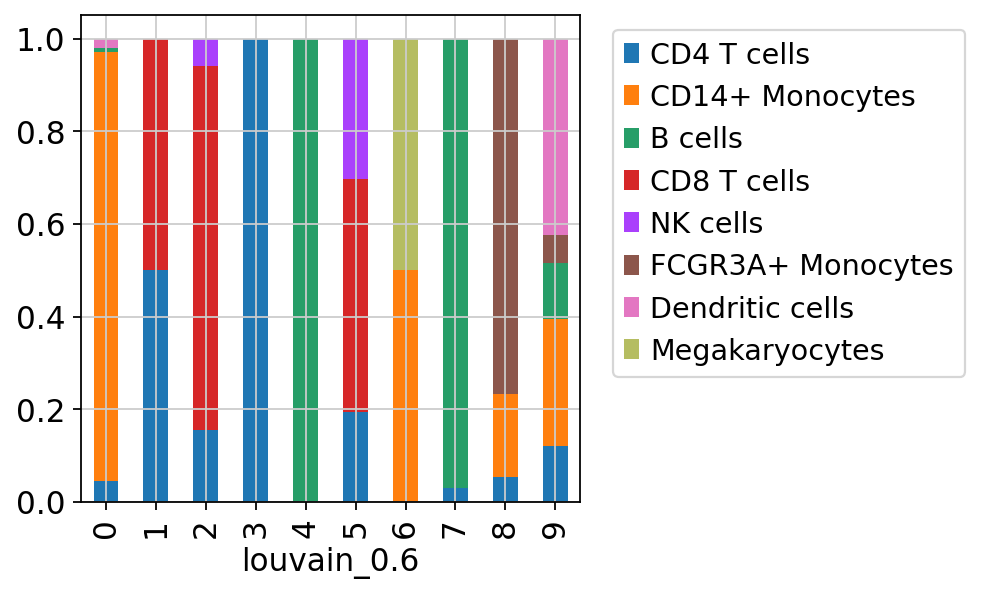 1.0
0.8
0.6
0.4
0.2
0.0
0 1 2 3 4 5 6 7 8 9
louvain_0.6
CD4 T cells
CD14+ Monocytes
B cells
CD8 T cells
NK cells
FCGR3A+ Monocytes
Dendritic cells
Megakaryocytes